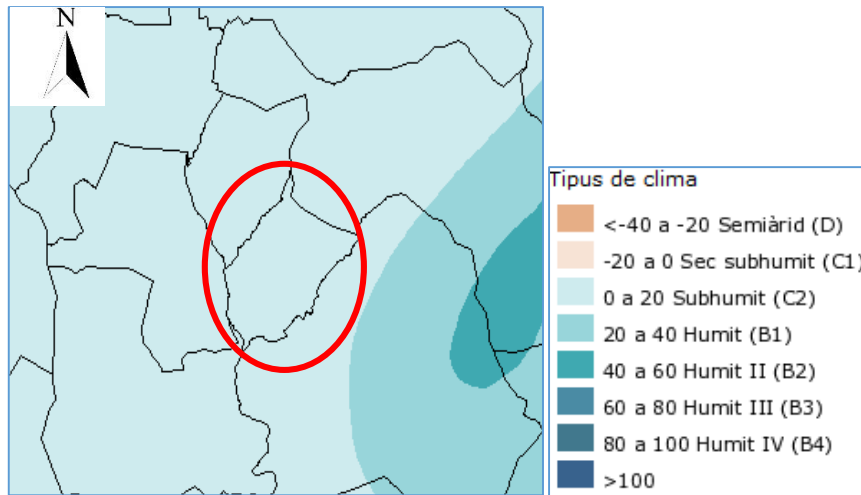 N
Tipus de clima
<-40 a -20 Semiàrid (D)
-20 a 0 Sec subhumit (C1)
0 a 20 Subhumit (C2)
20 a 40 Humit (B1)
40 a 60 Humit II (B2)
60 a 80 Humit III (B3)
80 a 100 Humit IV (B4)
>100